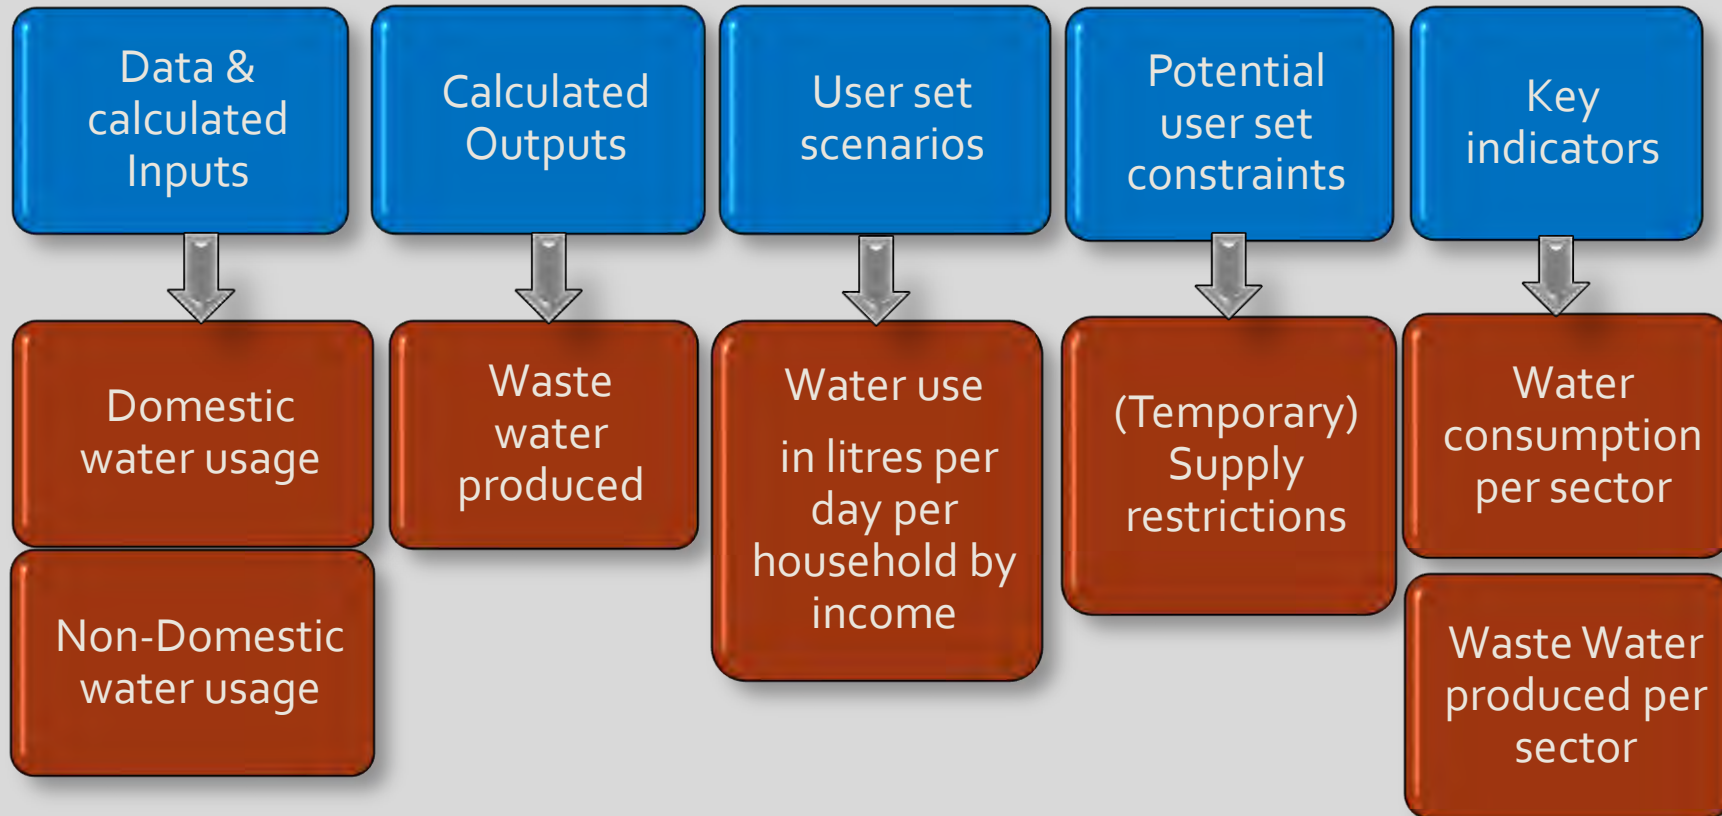 Data &
calculated
Inputs
Calculated
Outputs
User set
scenarios
Potential
user set
constraints
Key
indicators
Domestic
water usage
Non-Domestic
water usage
Waste
water
produced
Water use
in litres per
day per
household by
income
(Temporary)
Supply
restrictions
Water
consumption
per sector
Waste Water
produced per
sector